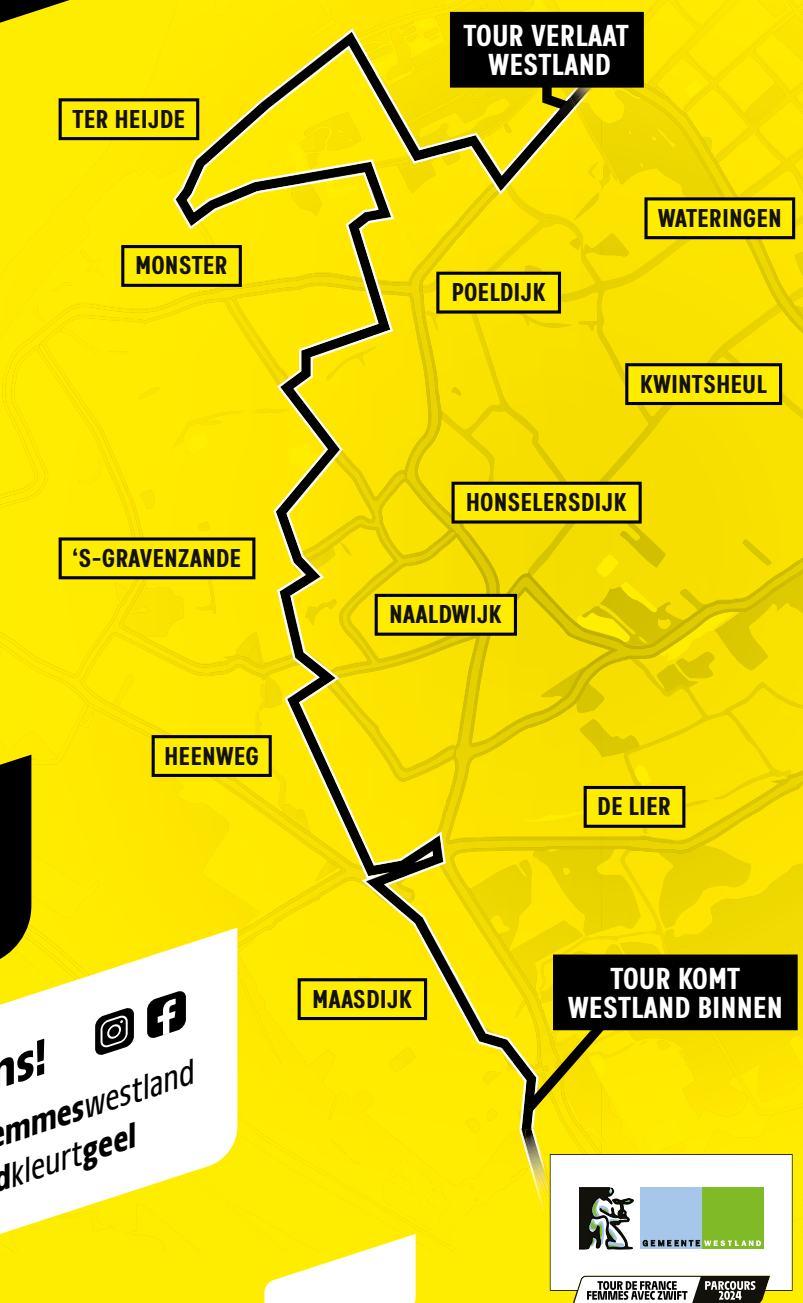 TOUR VERLAAT
WESTLAND
TER HEIJDE
WATERINGEN
MONSTER
POELDIJK
KWINTSHEUL
HONSELERSDIJK
‘S-GRAVENZANDE
NAALDWIJK
HEENWEG
DE LIER
TOUR KOMT
WESTLAND BINNEN
MAASDIJK
ns!
emmeswestland
dkleurtgeel
GEMEENTE WESTLAND
TOUR DE FRANCE
FEMMES AVEC ZWIFT
PARCOURS
2024